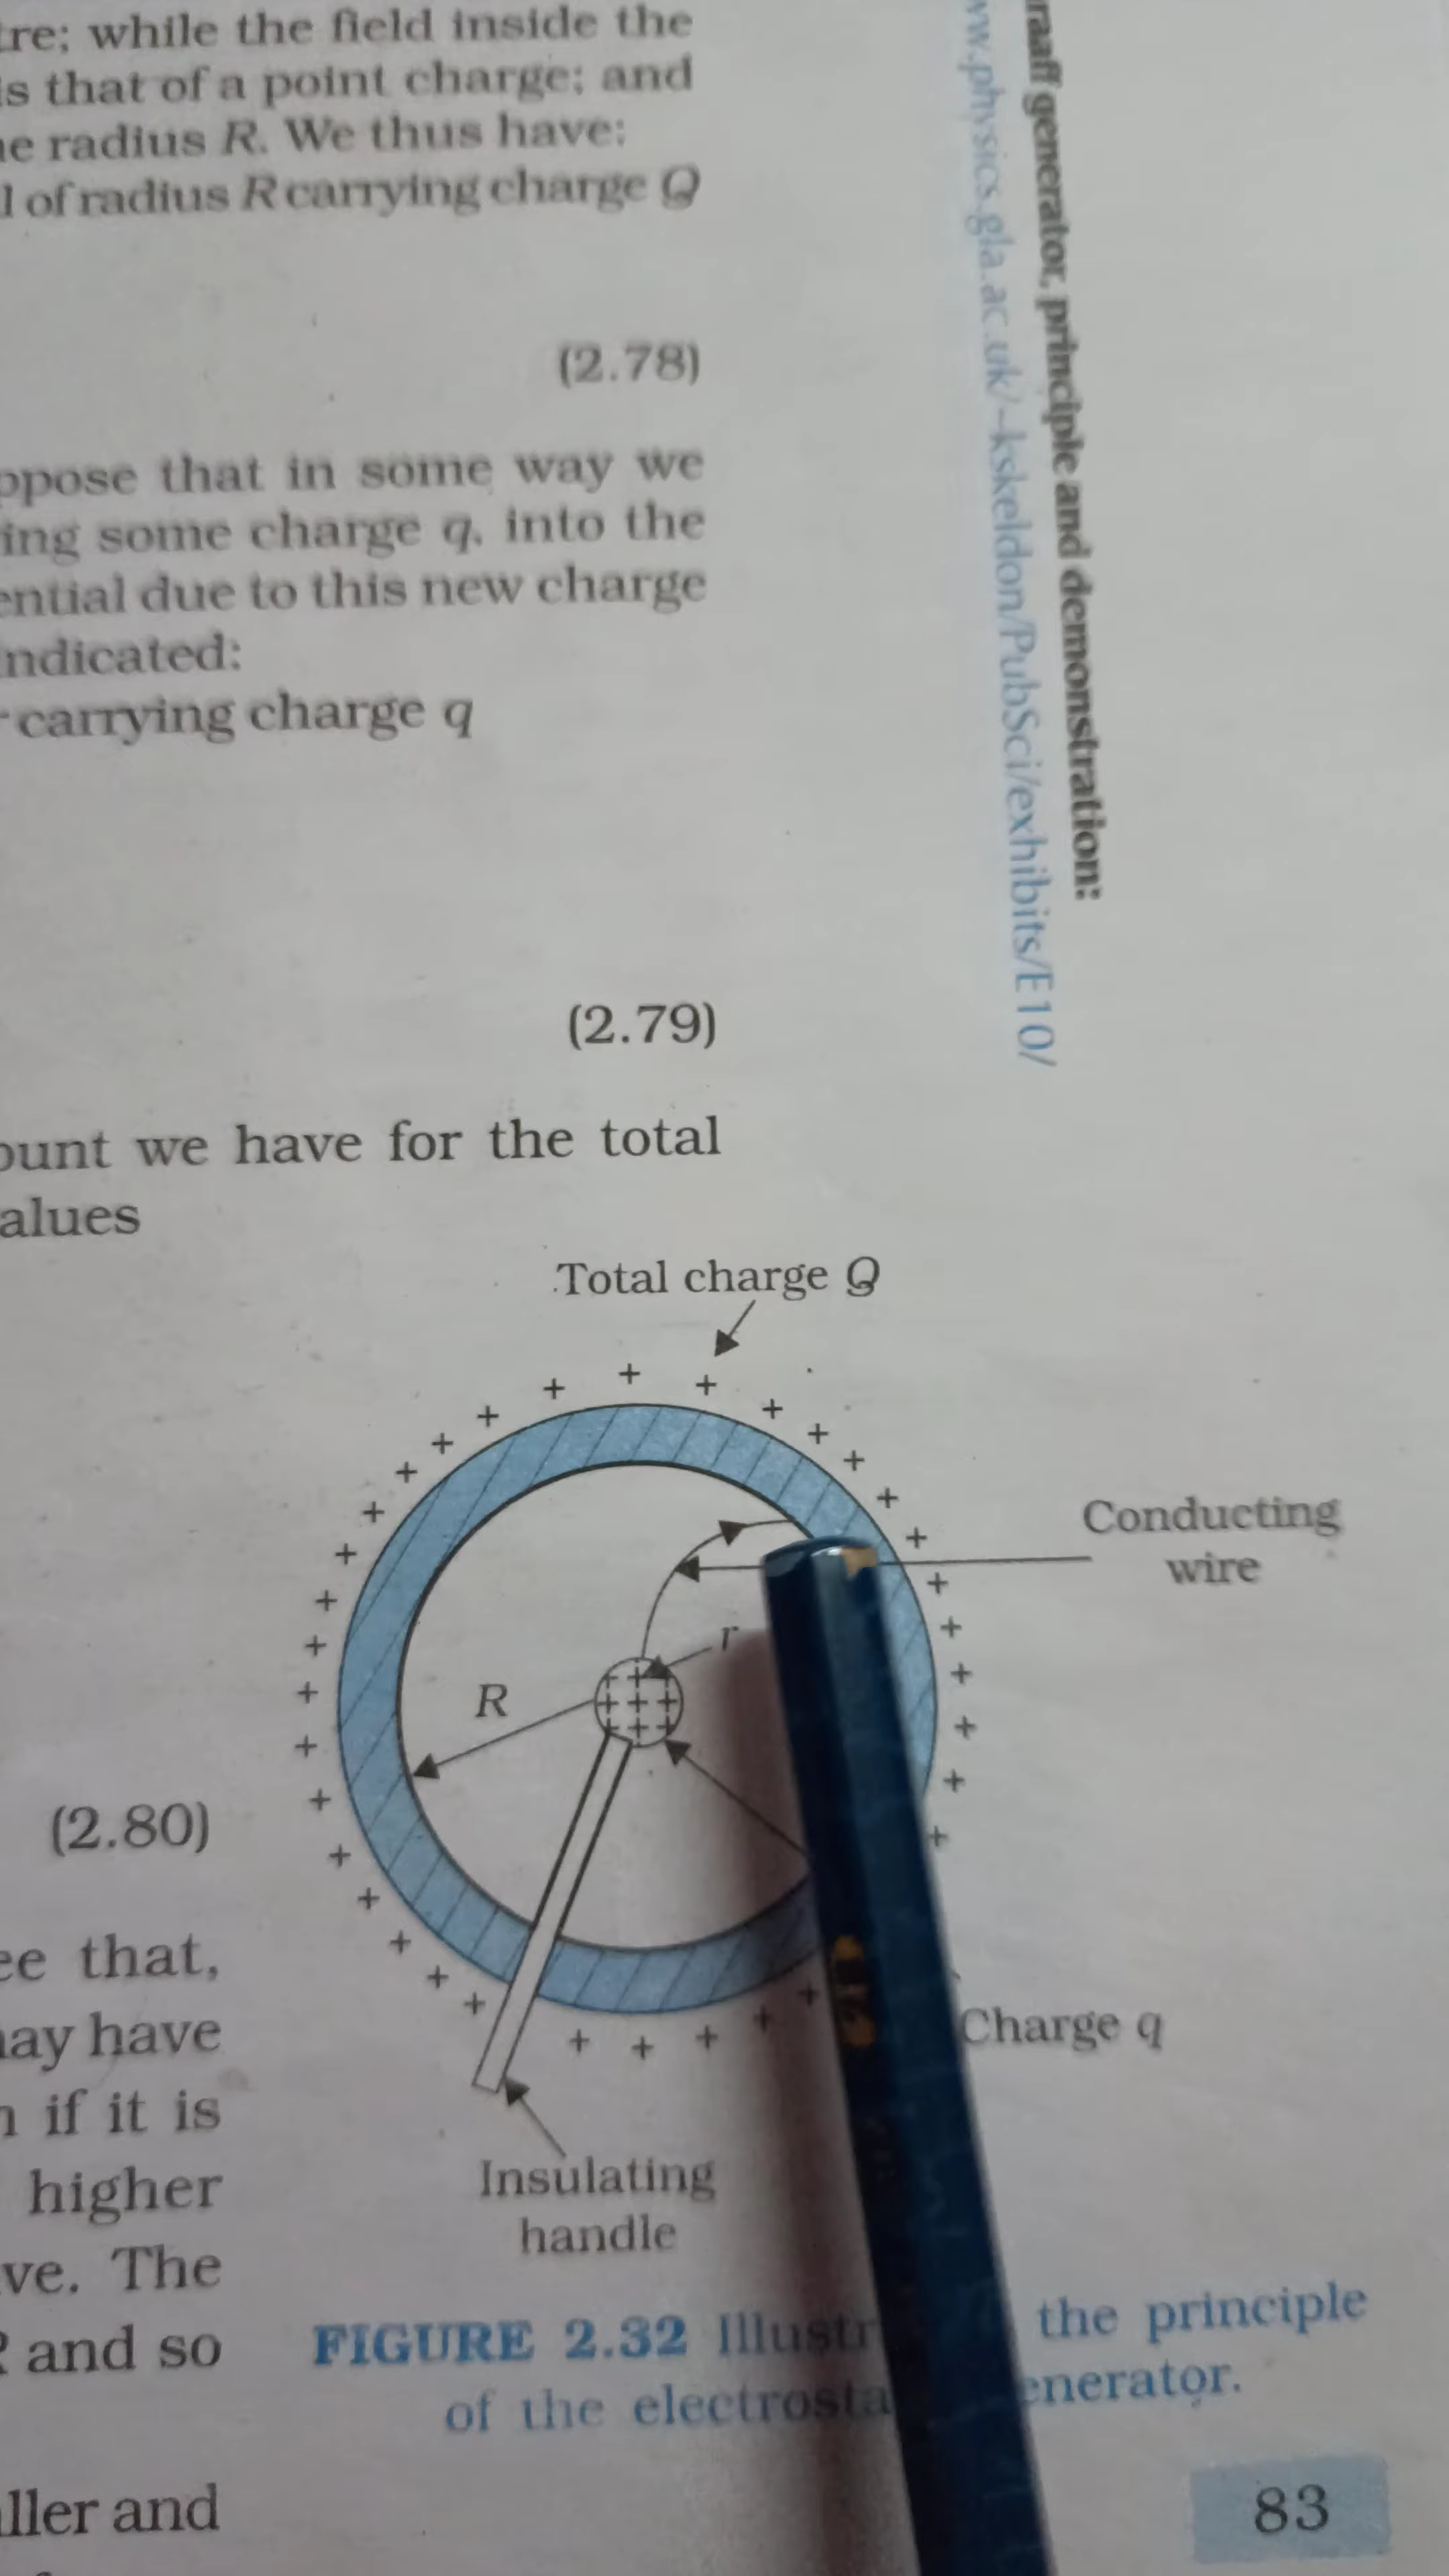 tre; while the field inside the
is that of a point charge; and
he radius R. We thus have:
l of radius R carrying charge Q
(2.78)
ppose that in some way we
ing some charge q, into the
ential due to this new charge
ndicated:
r carrying charge q
(2.79)
ount we have for the total
alues
(2.80)
ee that,
nay have
n if it is
higher
ve. The
R and so
ller and
raaff generator, principle and demonstration:
ww.physics.gla.ac.uk/~kskeldon/PubSci/exhibits/E10/
Total charge Q
+ + + + + + + + + + + + + + + + + + + + + + + + + + + + + + + + + + + + +
Conducting
wire
r
R
Charge q
Insulating
handle
FIGURE 2.32 Illustr the principle
of the electrosta enerator.
83